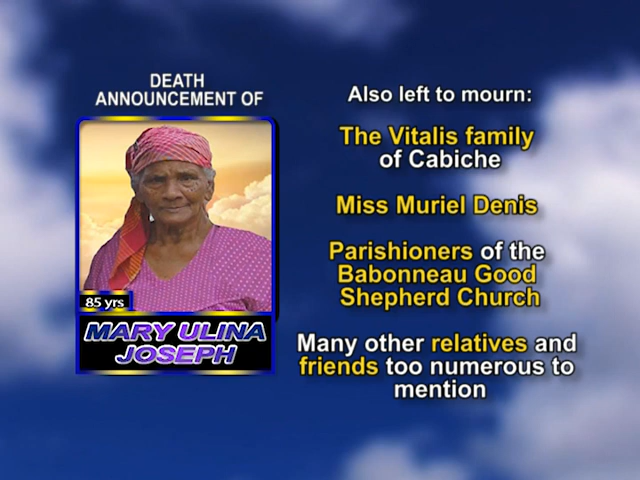 DEATH
ANNOUNCEMENT OF
85 yrs
MARY ULINA
JOSEPH
Also left to mourn:
The Vitalis family
of Cabiche
Miss Muriel Denis
Parishioners of the
Babonneau Good
Shepherd Church
Many other relatives and
friends too numerous to
mention